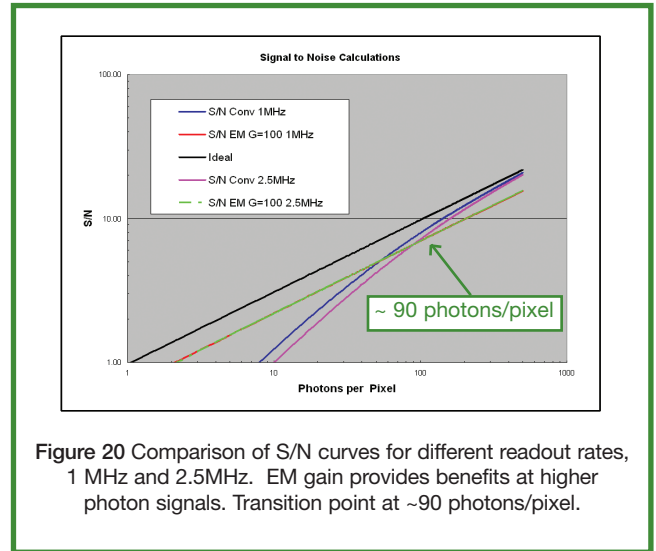 Signal to Noise Calculations
100.00
S/N Conv 1MHz
S/N EM G=100 1MHz
Ideal
S/N Conv 2.5MHz
S/N EM G=100 2.5MHz
10.00
S/N
~ 90 photons/pixel
1.00
1 10 100 1000
Photons per Pixel
Figure 20 Comparison of S/N curves for different readout rates,
1 MHz and 2.5MHz. EM gain provides benefits at higher
photon signals. Transition point at ~90 photons/pixel.